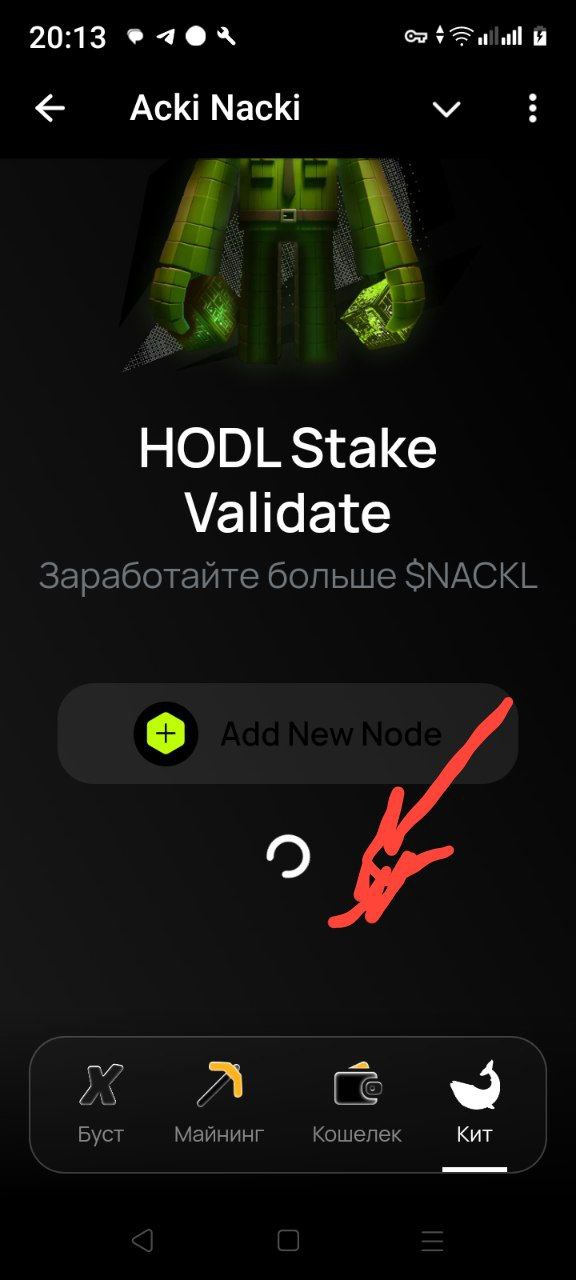 20:13
Acki Nacki
HODL Stake
Validate
Заработайте больше $NACKL
Add New Node
Буст
Майнинг
Кошелек
Кит